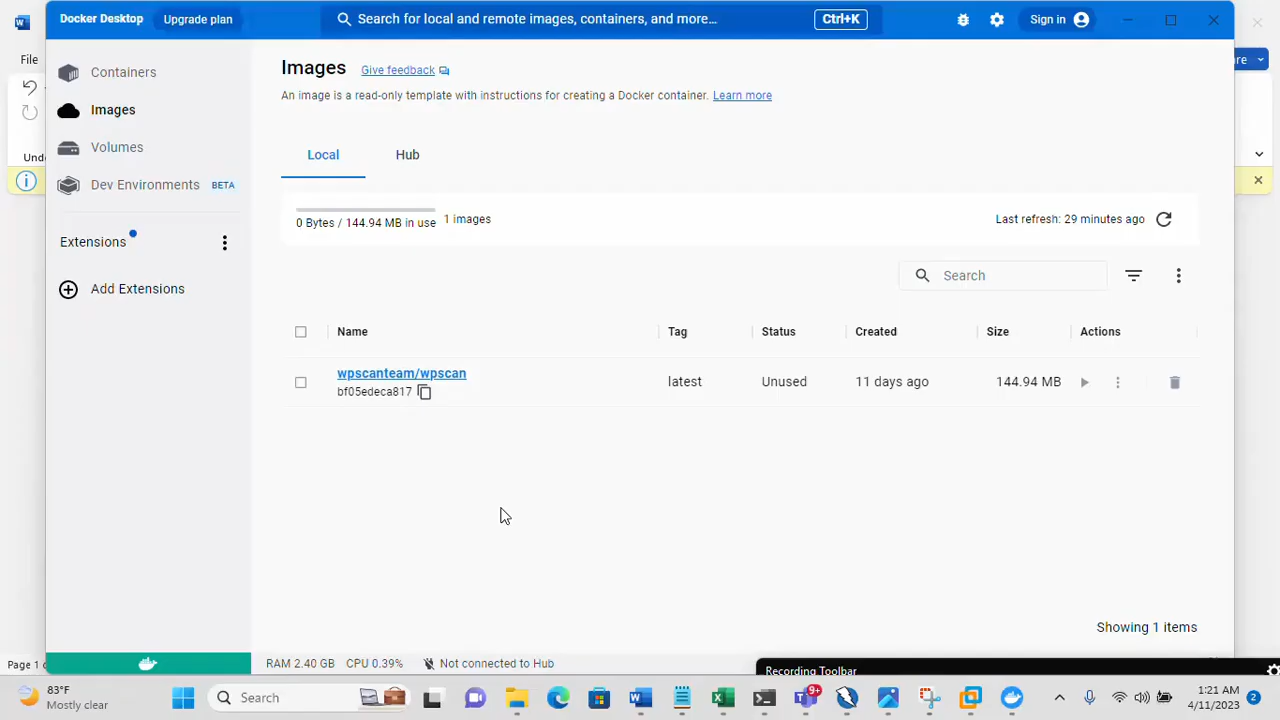 Docker Desktop Upgrade plan Search for local and remote images, containers, and more... Ctrl+K Sign in
File
Containers
Images
Volumes
Dev Environments BETA
Extensions
Add Extensions
Images Give feedback
An image is a read-only template with instructions for creating a Docker container. Learn more
Local Hub
0 Bytes / 144.94 MB in use 1 images Last refresh: 29 minutes ago
Search
Name Tag Status Created Size Actions
wpscanteam/wpscan latest Unused 11 days ago 144.94 MB
bf05edeca817
Showing 1 items
RAM 2.40 GB CPU 0.39% Not connected to Hub
Recording Toolbar
83°F
Mostly clear
Search
9+
1:21 AM
4/11/2023
2